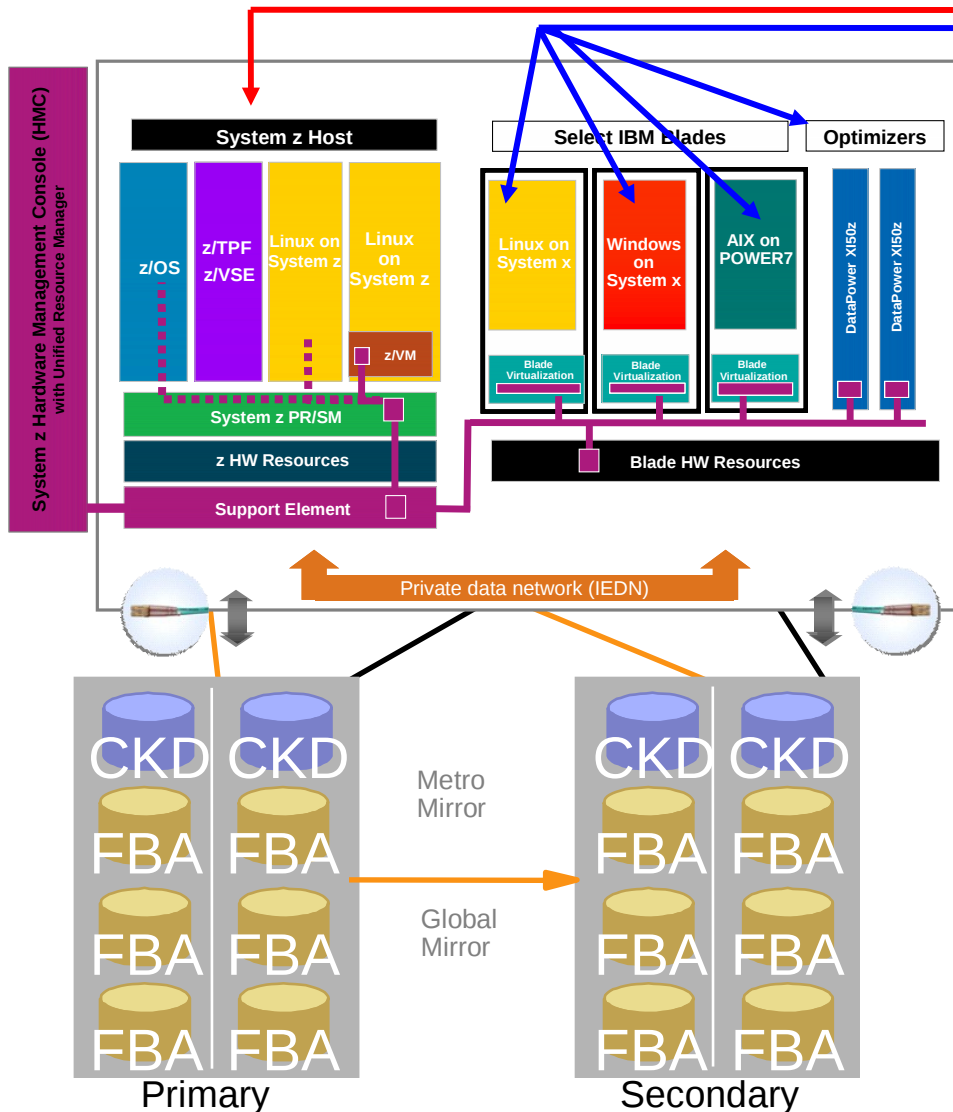 System z Hardware Management Console (HMC)
with Unified Resource Manager
System z Host
Select IBM Blades
Optimizers
z/OS
z/TPF
z/VSE
Linux on
System z
Linux
on
System z
z/VM
Linux on
System x
Windows
on
System x
AIX on
POWER7
DataPower XI50z
DataPower XI50z
Blade
Virtualization
Blade
Virtualization
Blade
Virtualization
System z PR/SM
z HW Resources
Blade HW Resources
Support Element
Private data network (IEDN)
CKD
CKD
CKD
CKD
Metro
Mirror
FBA
FBA
FBA
FBA
Global
Mirror
FBA
FBA
FBA
FBA
FBA
FBA
FBA
FBA
Primary
Secondary